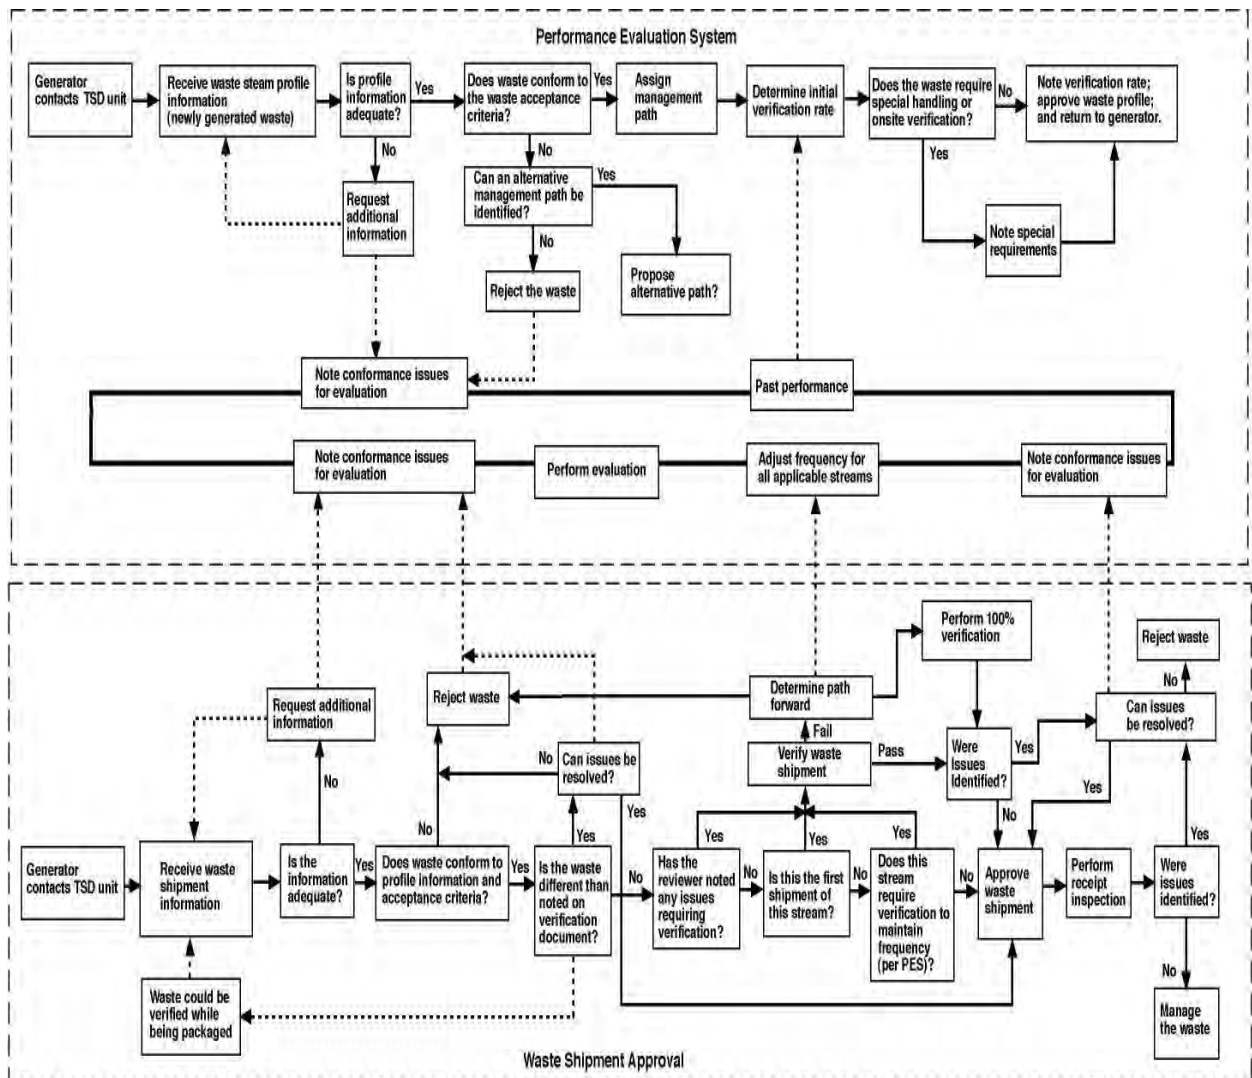 Performance Evaluation System
Generator
contacts TSD unit
Receive waste steam profile
information
(newly generated waste)
Is profile
information
adequate?
Yes
Does waste conform to
the waste acceptance
criteria?
Yes
Assign
management
path
Determine initial
verification rate
Does the waste require
special handling or
onsite verification?
No
Note verification rate;
approve waste profile;
and return to generator.
No
No
Yes
Request
additional
information
Can an alternative
management path be
identified?
Yes
Note special
requirements
No
Reject the waste
Propose
alternative path?
Note conformance issues
for evaluation
Past performance
Note conformance issues
for evaluation
Perform evaluation
Adjust frequency for
all applicable streams
Note conformance issues
for evaluation
Perform 100%
verification
Reject waste
No
Request additional
information
Reject waste
Determine path
forward
Can issues
be resolved?
Fail
No
No
Can issues be
resolved?
Verify waste
shipment
Pass
Were
Issues
Identified?
Yes
Yes
No
Yes
Yes
No
Yes
Yes
Yes
Yes
Generator
contacts TSD unit
Receive waste
shipment
information
Is the
information
adequate?
Yes
Does waste conform to
profile information and
acceptance criteria?
Yes
Is the waste
different than
noted on
verification
document?
No
Has the
reviewer noted
any issues
requiring
verification?
No
Is this the first
shipment of
this stream?
No
Does this
stream
require
verification to
maintain
frequency
(per PES)?
No
Approve
waste
shipment
Perform
receipt
inspection
Were
issues
identified?
No
Waste could be
verified while
being packaged
Manage
the waste
Waste Shipment Approval